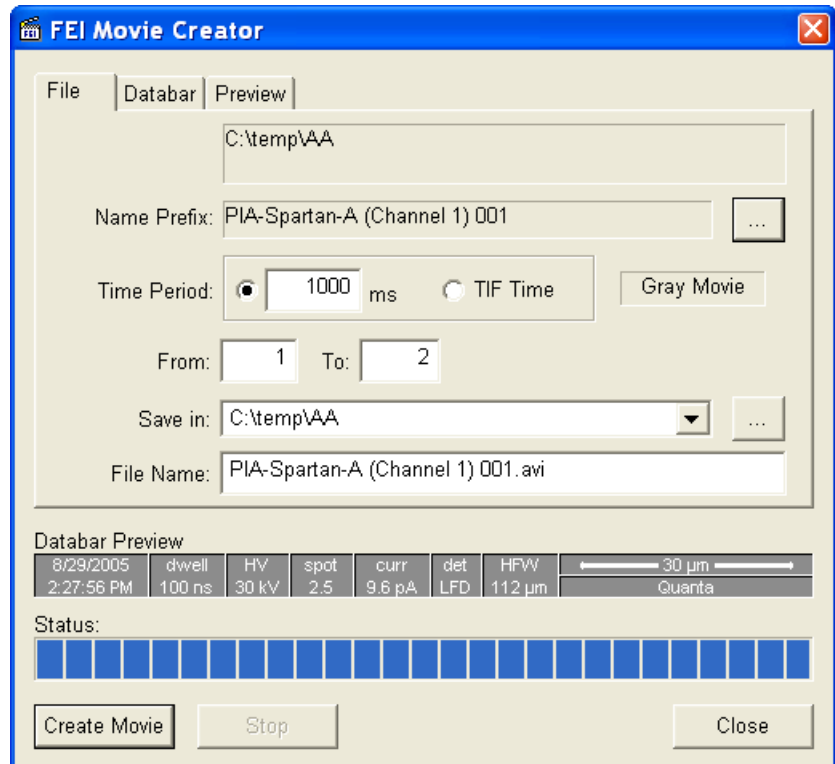 FEI Movie Creator
File Databar Preview
C:\temp\AA
Name Prefix: PIA-Spartan-A (Channel 1) 001 ...
Time Period: 1000 ms TIF Time Gray Movie
From: 1 To: 2
Save in: C:\temp\AA ...
File Name: PIA-Spartan-A (Channel 1) 001.avi
Databar Preview
8/29/2005 dwell HV spot curr det HFW 30 µm
2:27:56 PM 100 ns 30 kV 2.5 9.6 pA LFD 112 µm Quanta
Status:
Create Movie Stop Close